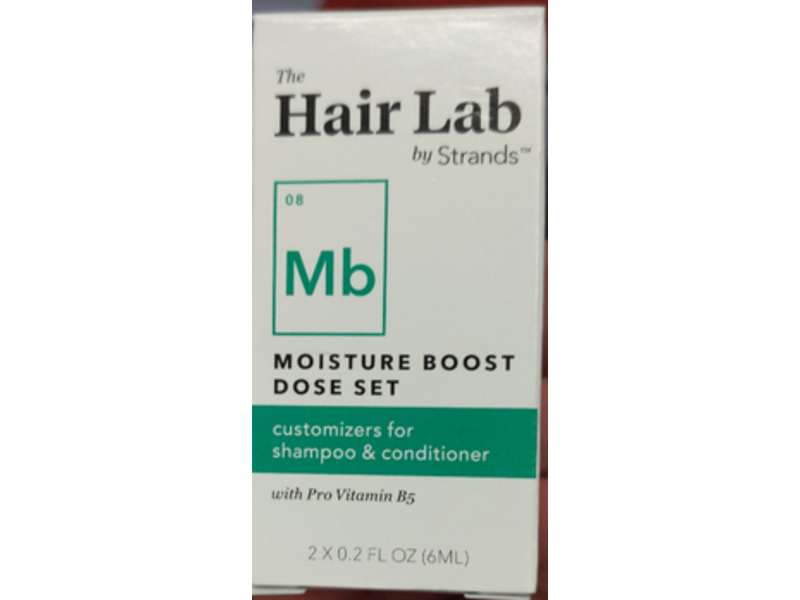 The
Hair Lab
by Strands™
08
Mb
MOISTURE BOOST
DOSE SET
customizers for
shampoo & conditioner
with Pro Vitamin B5
2 X 0.2 FL OZ (6ML)